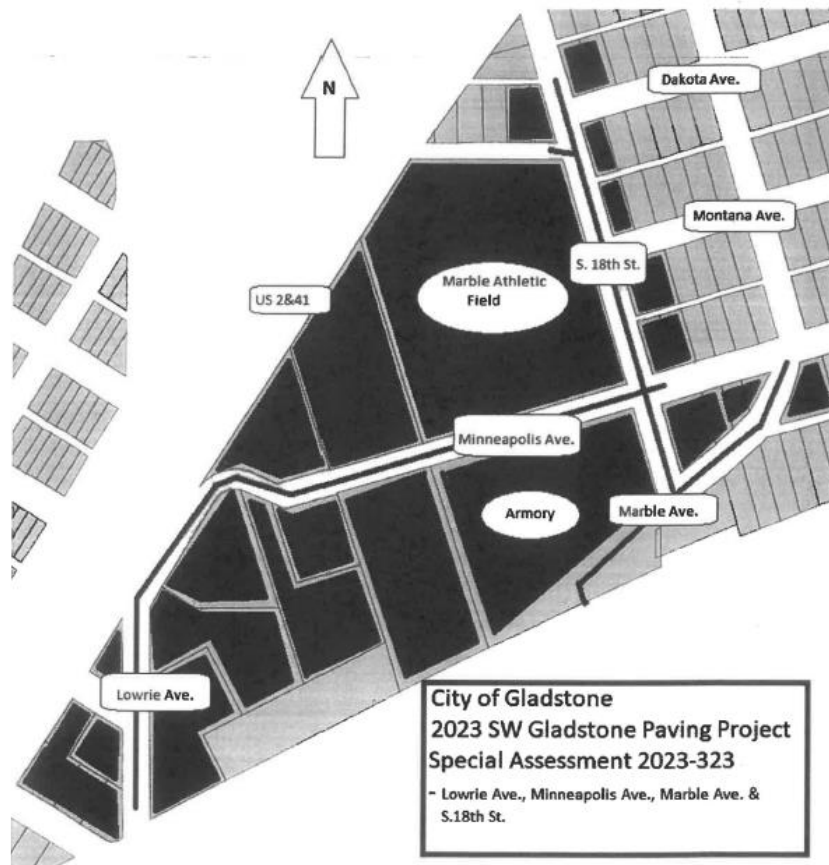 N
Dakota Ave.
Montana Ave.
S. 18th St.
Marble Athletic
Field
US 2&41
Minneapolis Ave.
Armory
Marble Ave.
Lowrie Ave.
City of Gladstone
2023 SW Gladstone Paving Project
Special Assessment 2023-323
- Lowrie Ave., Minneapolis Ave., Marble Ave. &
S.18th St.